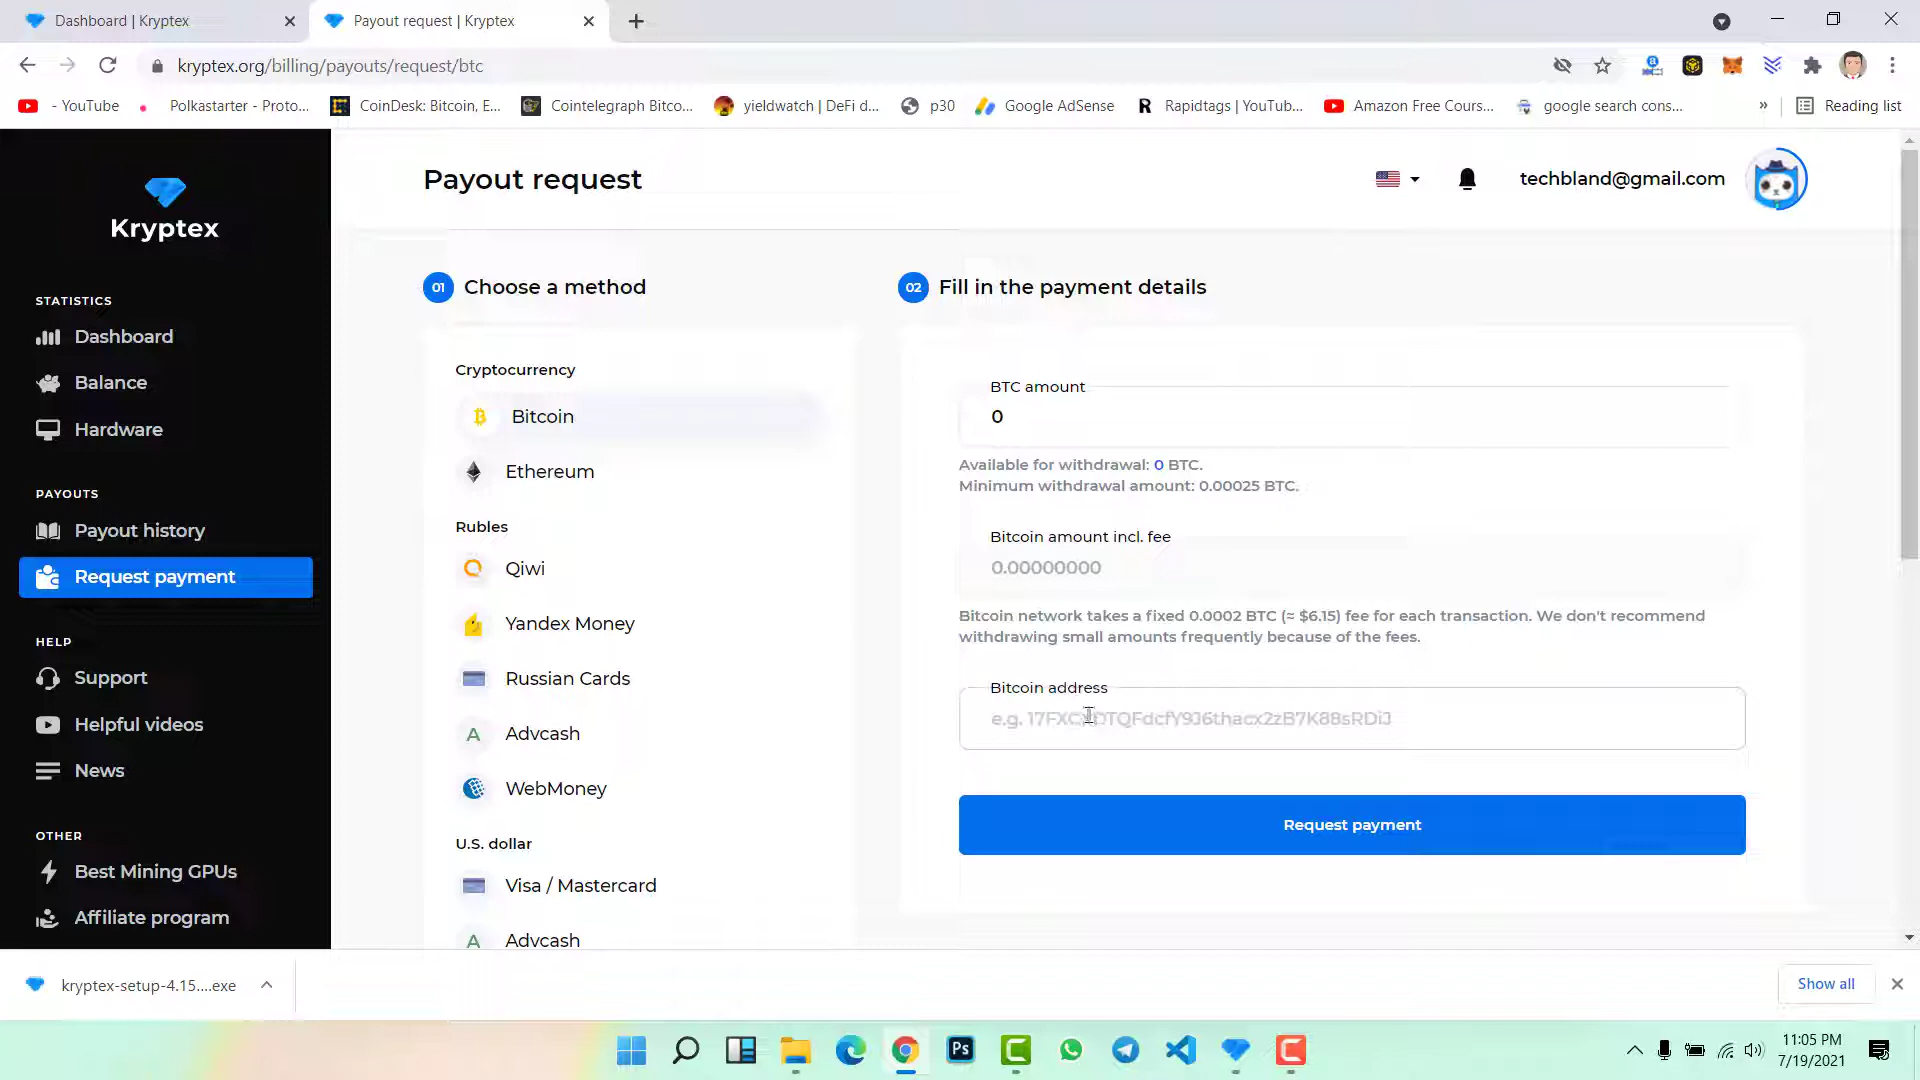 Dashboard | Kryptex
Payout request | Kryptex
kryptex.org/billing/payouts/request/btc
- YouTube
Polkastarter - Proto...
CoinDesk: Bitcoin, E...
Cointelegraph Bitco...
yieldwatch | DeFi d...
p30
Google AdSense
Rapidtags | YouTub...
Amazon Free Cours...
google search cons...
»
Reading list
Kryptex
STATISTICS
Dashboard
Balance
Hardware
PAYOUTS
Payout history
Request payment
HELP
Support
Helpful videos
News
OTHER
Best Mining GPUs
Affiliate program
Payout request
techbland@gmail.com
01 Choose a method
Cryptocurrency
Bitcoin
Ethereum
Rubles
Qiwi
Yandex Money
Russian Cards
Advcash
WebMoney
U.S. dollar
Visa / Mastercard
Advcash
02 Fill in the payment details
BTC amount
0
Available for withdrawal: 0 BTC.
Minimum withdrawal amount: 0.00025 BTC.
Bitcoin amount incl. fee
0.00000000
Bitcoin network takes a fixed 0.0002 BTC (≈ $6.15) fee for each transaction. We don't recommend
withdrawing small amounts frequently because of the fees.
Bitcoin address
e.g.
Request payment
kryptex-setup-4.15....exe
Show all
Ps
11:05 PM
7/19/2021